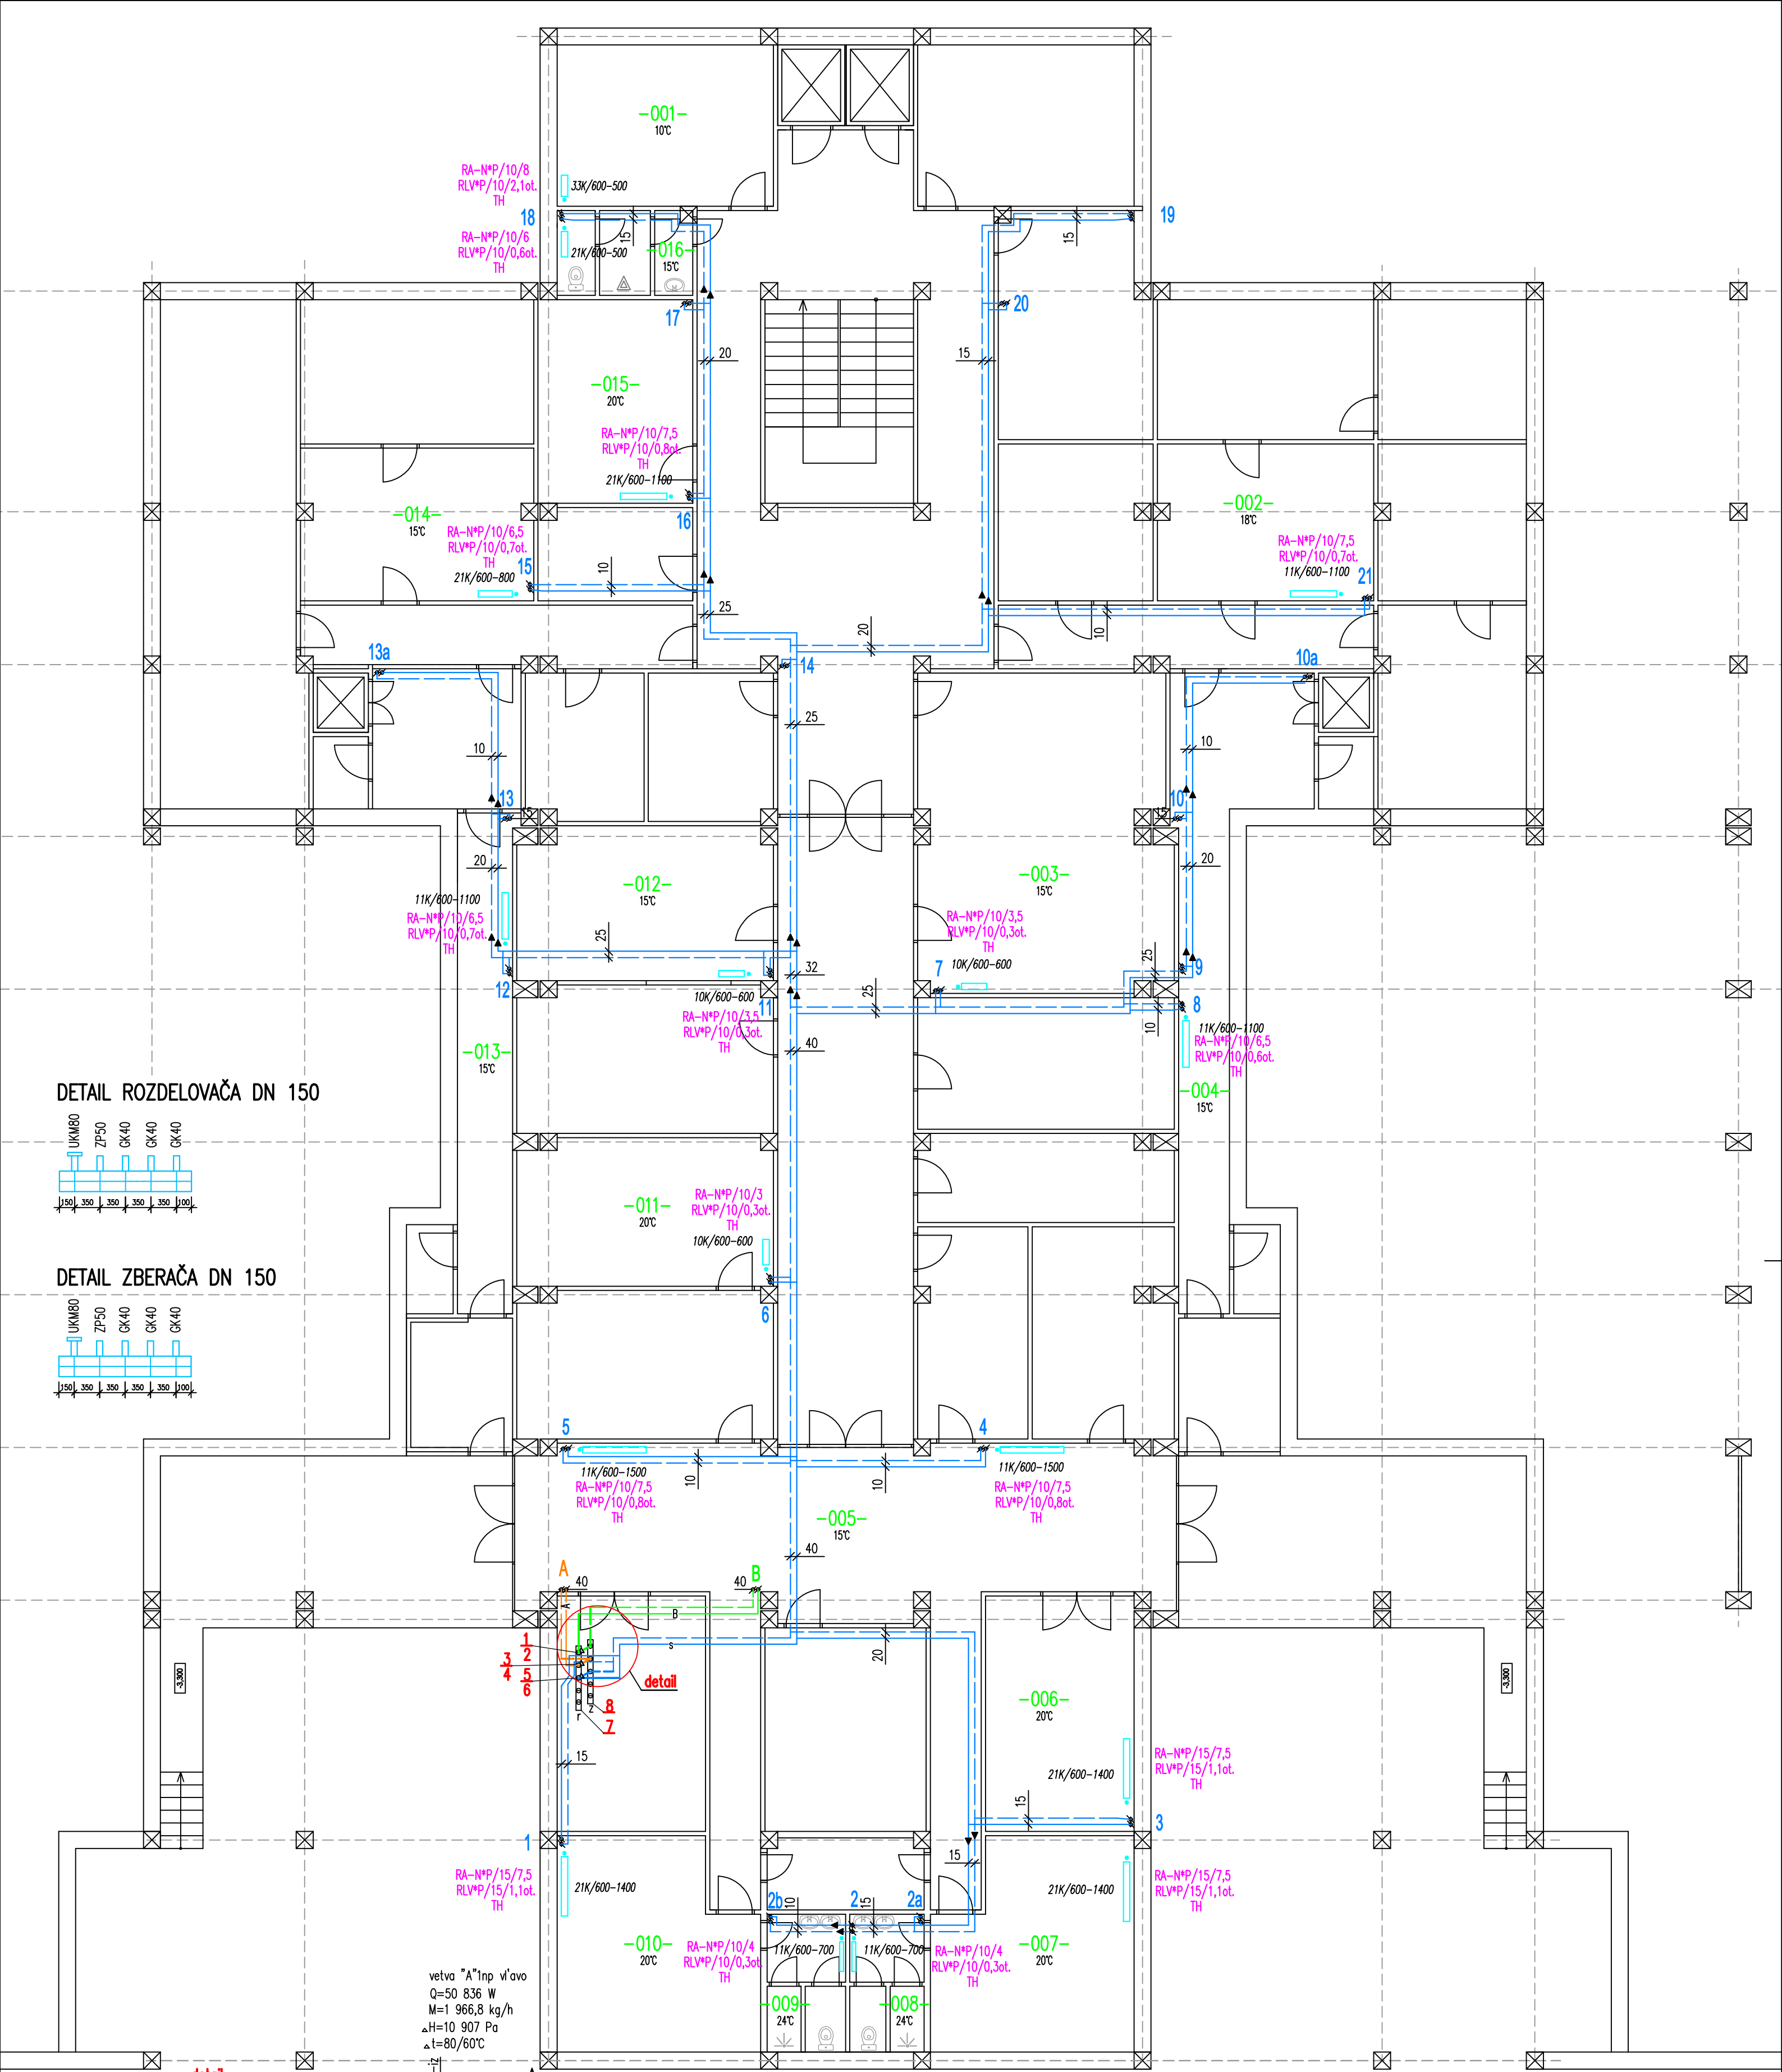 -001-
10°C
RA-N*P/10/8
RLV*P/10/2,1ot.
TH
33K/600-500
18
15
19
15
RA-N*P/10/6
RLV*P/10/0,6ot.
TH
21K/600-500
-016-
15°C
17
20
20
15
-015-
20°C
RA-N*P/10/7,5
RLV*P/10/0,8ot.
TH
21K/600-1100
16
-014-
15°C
RA-N*P/10/6,5
RLV*P/10/0,7ot.
TH
21K/600-800
15
10
25
-002-
18°C
RA-N*P/10/7,5
RLV*P/10/0,7ot.
TH
11K/600-1100
21
10
20
13a
14
10a
25
10
10
13
15
10
15
20
20
-012-
15°C
-003-
15°C
11K/600-1100
RA-N*P/10/6,5
RLV*P/10/0,7ot.
TH
25
RA-N*P/10/3,5
RLV*P/10/0,3ot.
TH
10K/600-600
25
9
12
32
7
10K/600-600
11
25
8
RA-N*P/10/3,5
RLV*P/10/0,3ot.
TH
10
11K/600-1100
RA-N*P/10/6,5
RLV*P/10/0,6ot.
TH
40
-013-
15°C
-004-
15°C
DETAIL ROZDELOVAČA DN 150
UKM80
ZP50
GK40
GK40
GK40
150 350 350 350 350 100
-011-
20°C
RA-N*P/10/3
RLV*P/10/0,3ot.
TH
10K/600-600
6
DETAIL ZBERAČA DN 150
UKM80
ZP50
GK40
GK40
GK40
150 350 350 350 350 100
5
4
11K/600-1500
RA-N*P/10/7,5
RLV*P/10/0,8ot.
TH
10
10
11K/600-1500
RA-N*P/10/7,5
RLV*P/10/0,8ot.
TH
-005-
15°C
40
A
40
B
40
A
B
s
20
1
2
3
4
5
6
detail
8
7
r
z
-3,300
-3,300
-006-
20°C
15
21K/600-1400
RA-N*P/15/7,5
RLV*P/15/1,1ot.
TH
15
3
1
15
RA-N*P/15/7,5
RLV*P/15/1,1ot.
TH
21K/600-1400
21K/600-1400
RA-N*P/15/7,5
RLV*P/15/1,1ot.
TH
2b
10
2
15
2a
-010-
20°C
RA-N*P/10/4
RLV*P/10/0,3ot.
TH
11K/600-700
11K/600-700
RA-N*P/10/4
RLV*P/10/0,3ot.
TH
-007-
20°C
-009-
24°C
-008-
24°C
vetva "A"1np vľavo
Q=50 836 W
M=1 966,8 kg/h
△H=10 907 Pa
△t=80/60°C